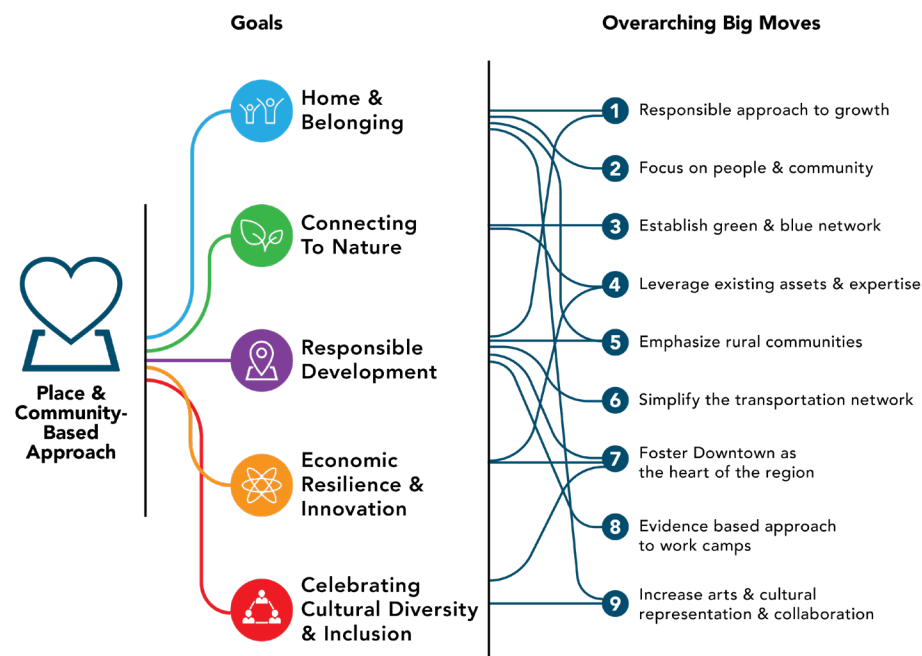 Goals
Overarching Big Moves
Place &
Community-
Based
Approach
Home &
Belonging
Connecting
To Nature
Responsible
Development
Economic
Resilience &
Innovation
Celebrating
Cultural Diversity
& Inclusion
1 Responsible approach to growth
2 Focus on people & community
3 Establish green & blue network
4 Leverage existing assets & expertise
5 Emphasize rural communities
6 Simplify the transportation network
7 Foster Downtown as
the heart of the region
8 Evidence based approach
to work camps
9 Increase arts & cultural
representation & collaboration